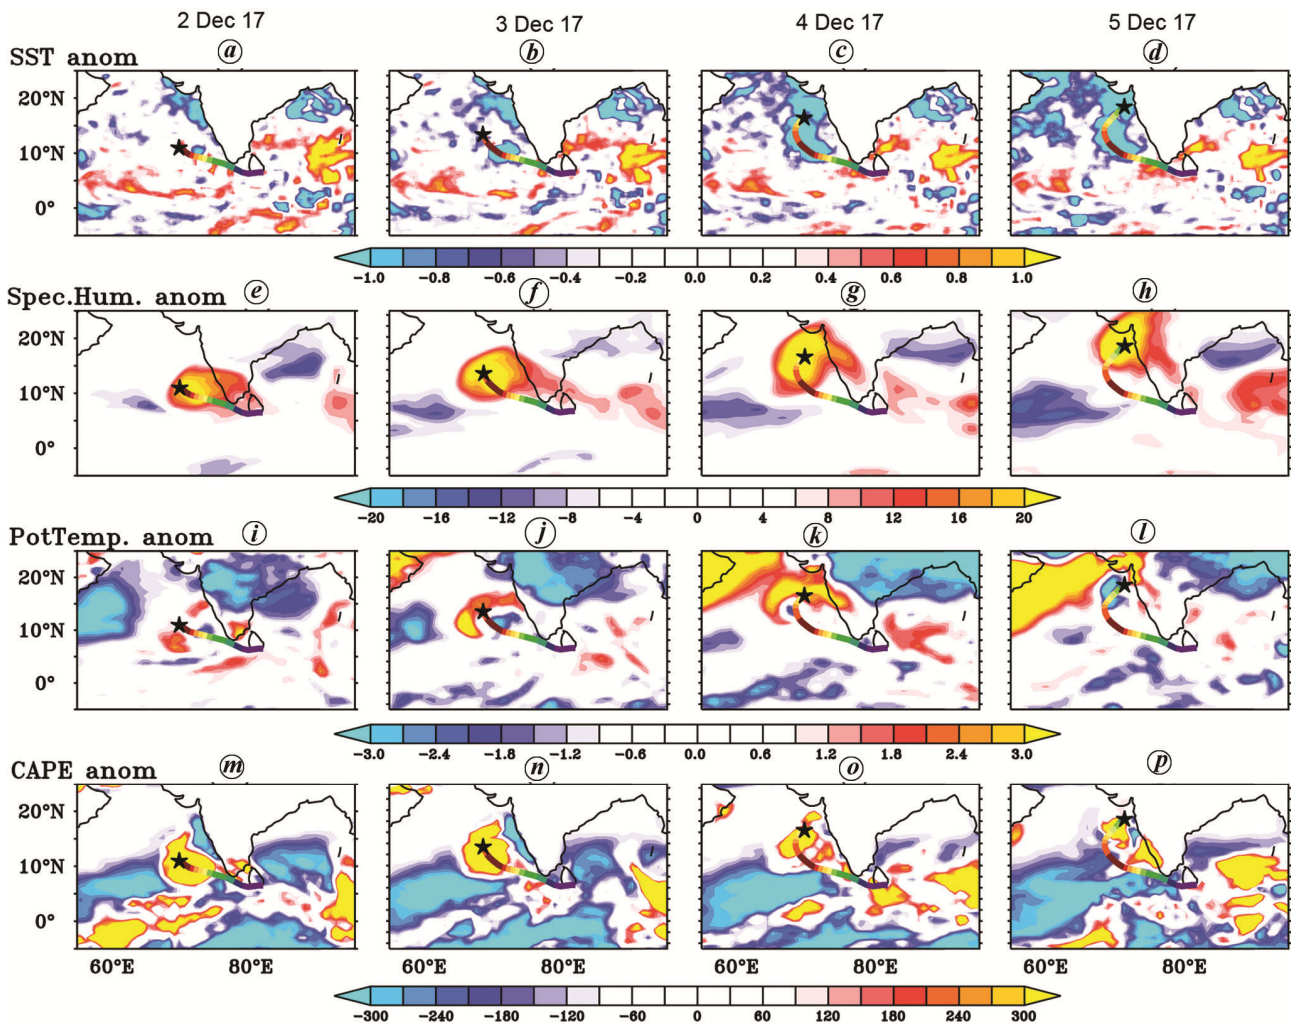 2 Dec 17 3 Dec 17 4 Dec 17 5 Dec 17
SST anom a b c d
20°N
10°N
0°
-1.0 -0.8 -0.6 -0.4 -0.2 0.0 0.2 0.4 0.6 0.8 1.0
Spec.Hum. anom e f g h
20°N
10°N
0°
-20 -16 -12 -8 -4 0 4 8 12 16 20
PotTemp. anom i j k l
20°N
10°N
0°
-3.0 -2.4 -1.8 -1.2 -0.6 0.0 0.6 1.2 1.8 2.4 3.0
CAPE anom m n o p
20°N
10°N
0°
60°E 80°E 60°E 80°E 60°E 80°E 60°E 80°E
-300 -240 -180 -120 -60 0 60 120 180 240 300